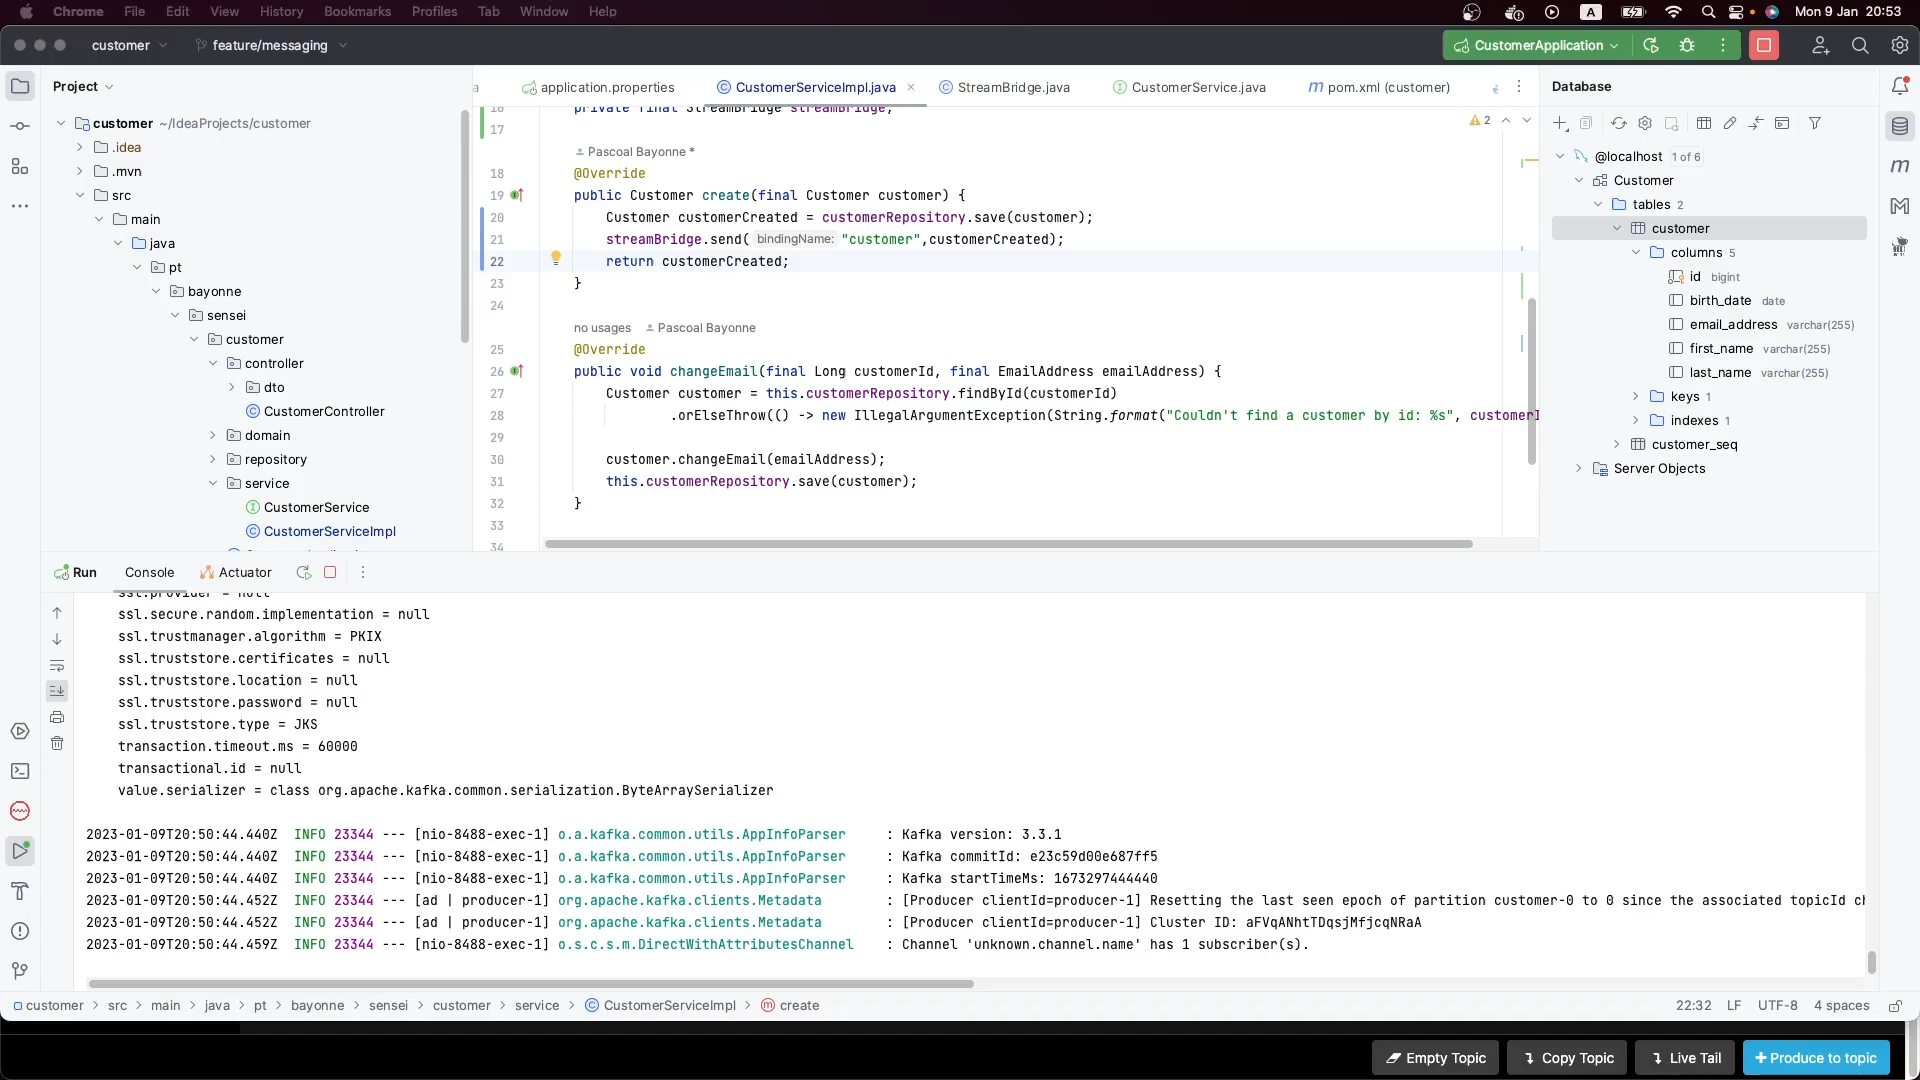 Chrome File Edit View History Bookmarks Profiles Tab Window Help A Mon 9 Jan 20:53
customer feature/messaging CustomerApplication
Project
application.properties CustomerServiceImpl.java StreamBridge.java CustomerService.java pom.xml (customer)
Database
customer ~/IdeaProjects/customer
.idea
.mvn
src
main
java
pt
bayonne
sensei
customer
controller
dto
CustomerController
domain
repository
service
CustomerService
CustomerServiceImpl
16 private final StreamBridge streamBridge;
17
2
Pascoal Bayonne *
18 @Override
19 public Customer create(final Customer customer) {
20 Customer customerCreated = customerRepository.save(customer);
21 streamBridge.send( bindingName: "customer",customerCreated);
22 return customerCreated;
23 }
24
no usages Pascoal Bayonne
25 @Override
26 public void changeEmail(final Long customerId, final EmailAddress emailAddress) {
27 Customer customer = this.customerRepository.findById(customerId)
28 .orElseThrow(() -> new IllegalArgumentException(String.format("Couldn't find a customer by id: %s", customerI
29
30 customer.changeEmail(emailAddress);
31 this.customerRepository.save(customer);
32 }
33
34
@localhost 1 of 6
Customer
tables 2
customer
columns 5
id bigint
birth_date date
email_address varchar(255)
first_name varchar(255)
last_name varchar(255)
keys 1
indexes 1
customer_seq
Server Objects
Run Console Actuator
ssl.provider = null
ssl.secure.random.implementation = null
ssl.trustmanager.algorithm = PKIX
ssl.truststore.certificates = null
ssl.truststore.location = null
ssl.truststore.password = null
ssl.truststore.type = JKS
transaction.timeout.ms = 60000
transactional.id = null
value.serializer = class org.apache.kafka.common.serialization.ByteArraySerializer
2023-01-09T20:50:44.440Z INFO 23344 --- [nio-8488-exec-1] o.a.kafka.common.utils.AppInfoParser : Kafka version: 3.3.1
2023-01-09T20:50:44.440Z INFO 23344 --- [nio-8488-exec-1] o.a.kafka.common.utils.AppInfoParser : Kafka commitId: e23c59d00e687ff5
2023-01-09T20:50:44.440Z INFO 23344 --- [nio-8488-exec-1] o.a.kafka.common.utils.AppInfoParser : Kafka startTimeMs: 1673297444440
2023-01-09T20:50:44.452Z INFO 23344 --- [ad | producer-1] org.apache.kafka.clients.Metadata : [Producer clientId=producer-1] Resetting the last seen epoch of partition customer-0 to 0 since the associated topicId ch
2023-01-09T20:50:44.452Z INFO 23344 --- [ad | producer-1] org.apache.kafka.clients.Metadata : [Producer clientId=producer-1] Cluster ID: aFVqANhtTDqsjMfjcqNRaA
2023-01-09T20:50:44.459Z INFO 23344 --- [nio-8488-exec-1] o.s.c.s.m.DirectWithAttributesChannel : Channel 'unknown.channel.name' has 1 subscriber(s).
customer > src > main > java > pt > bayonne > sensei > customer > service > CustomerServiceImpl > create 22:32 LF UTF-8 4 spaces
Empty Topic Copy Topic Live Tail + Produce to topic